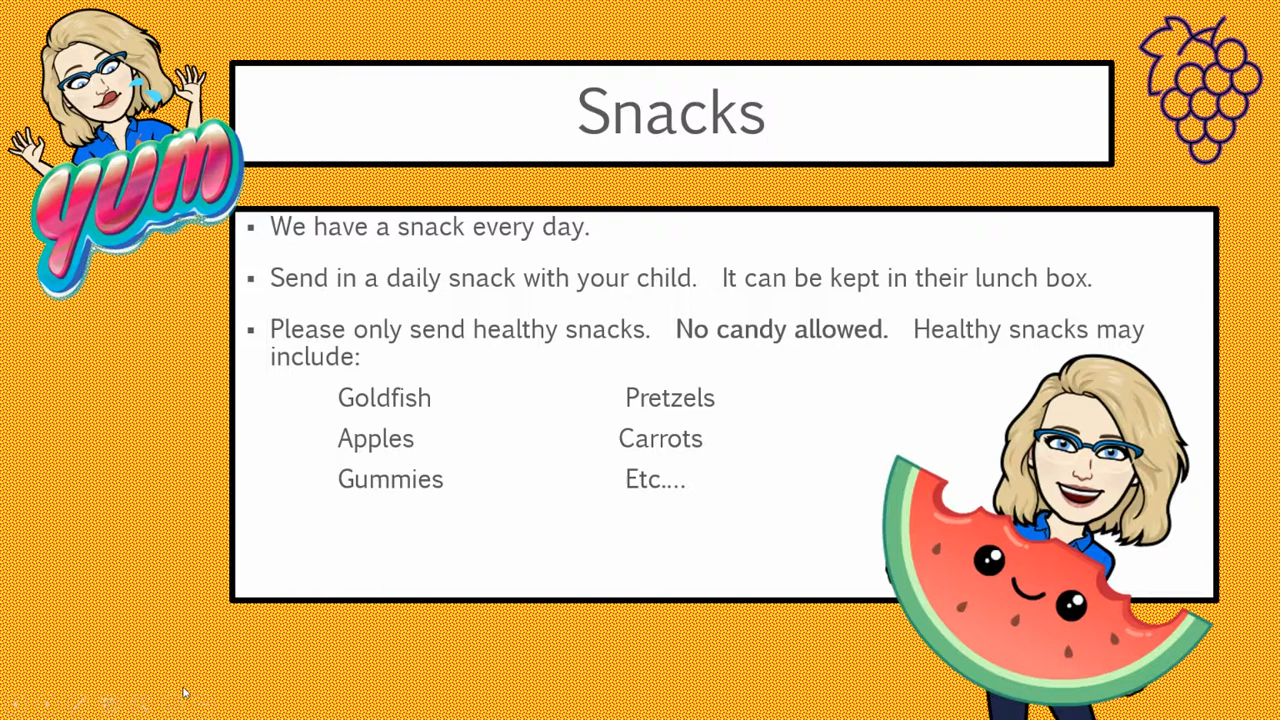 Snacks
YUM
We have a snack every day.
Send in a daily snack with your child. It can be kept in their lunch box.
Please only send healthy snacks. No candy allowed. Healthy snacks may
include:
Goldfish Pretzels
Apples Carrots
Gummies Etc....